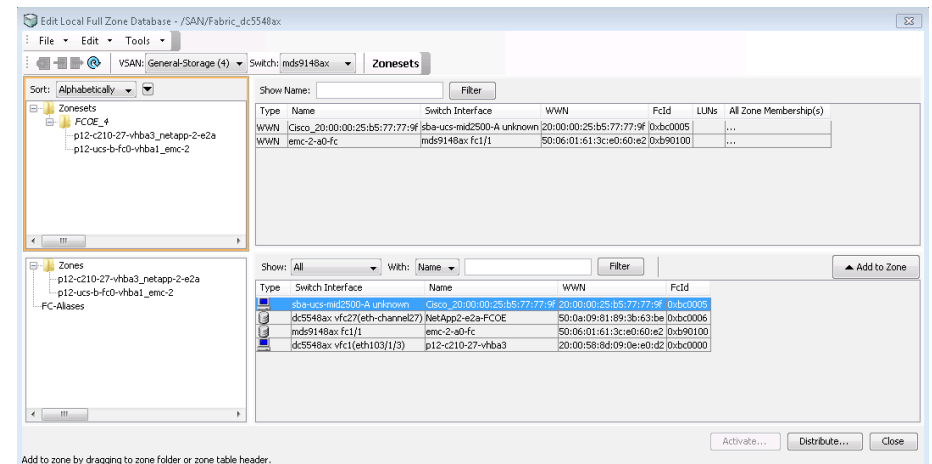 Edit Local Full Zone Database - /SAN/Fabric_dc5548ax
File Edit Tools
VSAN: General-Storage (4) Switch: mds9148ax Zonesets
Sort: Alphabetically
Zonesets
FCOE_4
p12-c210-27-vhba3_netapp-2-e2a
p12-ucs-b-fc0-vhba1_emc-2
Show Name: Filter
Type Name Switch Interface WWN FcId LUNs All Zone Membership(s)
WWN Cisco_20:00:00:25:b5:77:77:9f sba-ucs-mid2500-A unknown 20:00:00:25:b5:77:77:9f 0xbc0005 ...
WWN emc-2-a0-fc mds9148ax fc1/1 50:06:01:61:3c:e0:60:e2 0xb90100 ...
Zones
p12-c210-27-vhba3_netapp-2-e2a
p12-ucs-b-fc0-vhba1_emc-2
FC-Aliases
Show: All With: Name Filter Add to Zone
Type Switch Interface Name WWN FcId
sba-ucs-mid2500-A unknown Cisco_20:00:00:25:b5:77:77:9f 20:00:00:25:b5:77:77:9f 0xbc0005
dc5548ax vfc27(eth-channel27) NetApp2-e2a-FCOE 50:0a:09:81:89:3b:63:be 0xbc0006
mds9148ax fc1/1 emc-2-a0-fc 50:06:01:61:3c:e0:60:e2 0xb90100
dc5548ax vfc1(eth103/1/3) p12-c210-27-vhba3 20:00:58:8d:09:0e:e0:d2 0xbc0000
Activate... Distribute... Close
Add to zone by dragging to zone folder or zone table header.